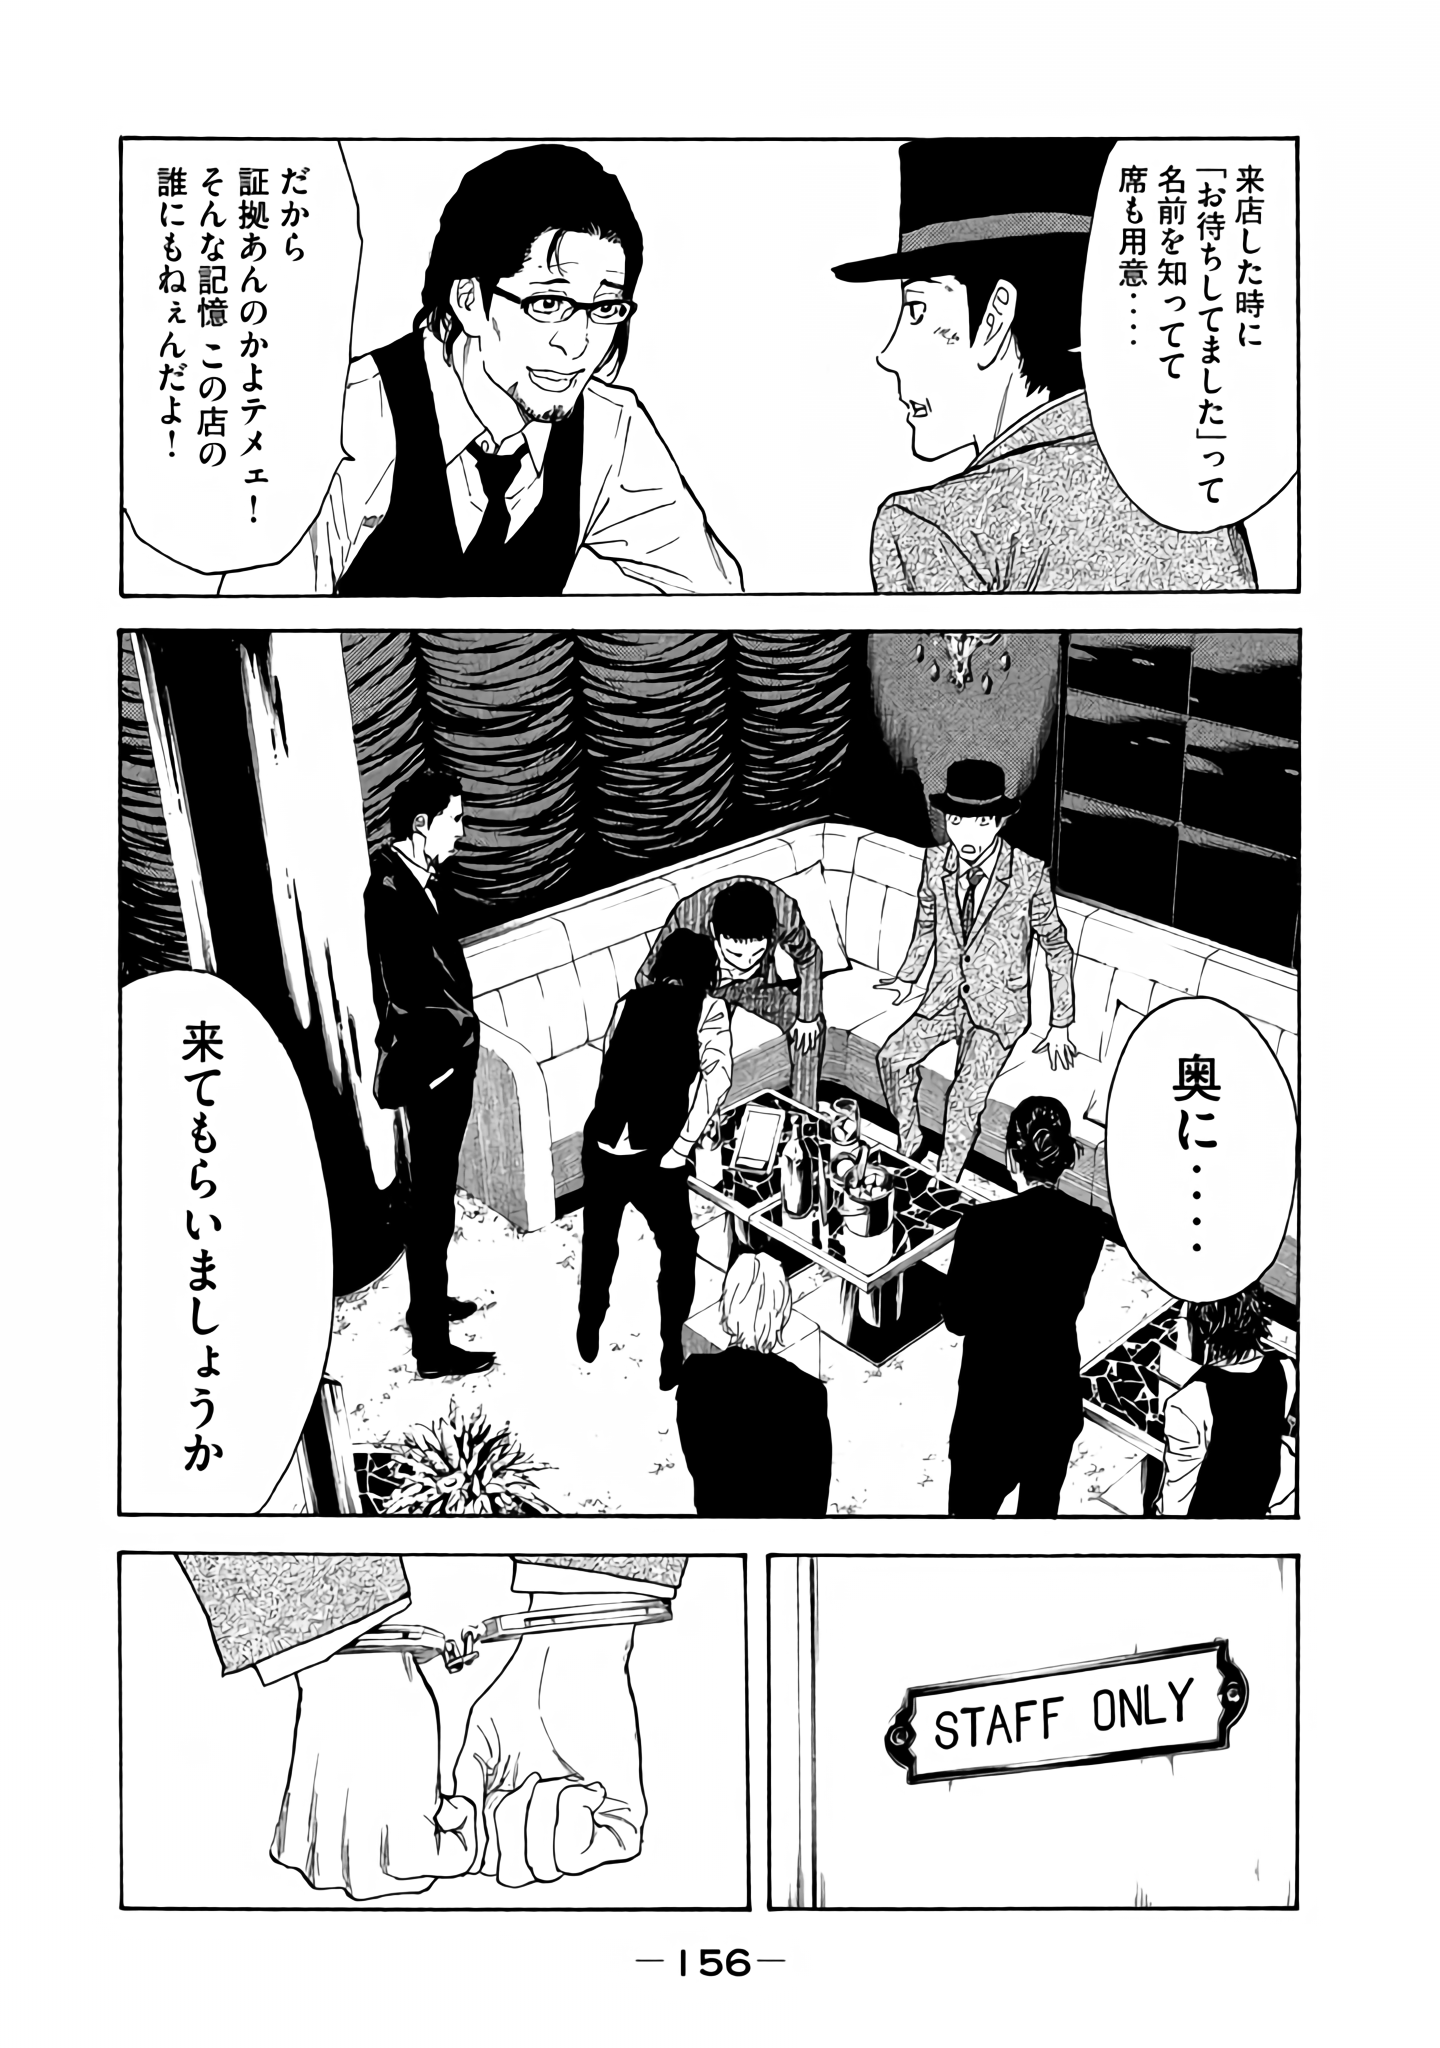 来店した時に
「お待ちしてました」って
名前を知ってて
席も用意‥‥
だから
証拠あんのかよテメェ！
そんな記憶 この店の
誰にもねぇんだよ！
奥に‥‥
来てもらいましょうか
STAFF ONLY
—156—